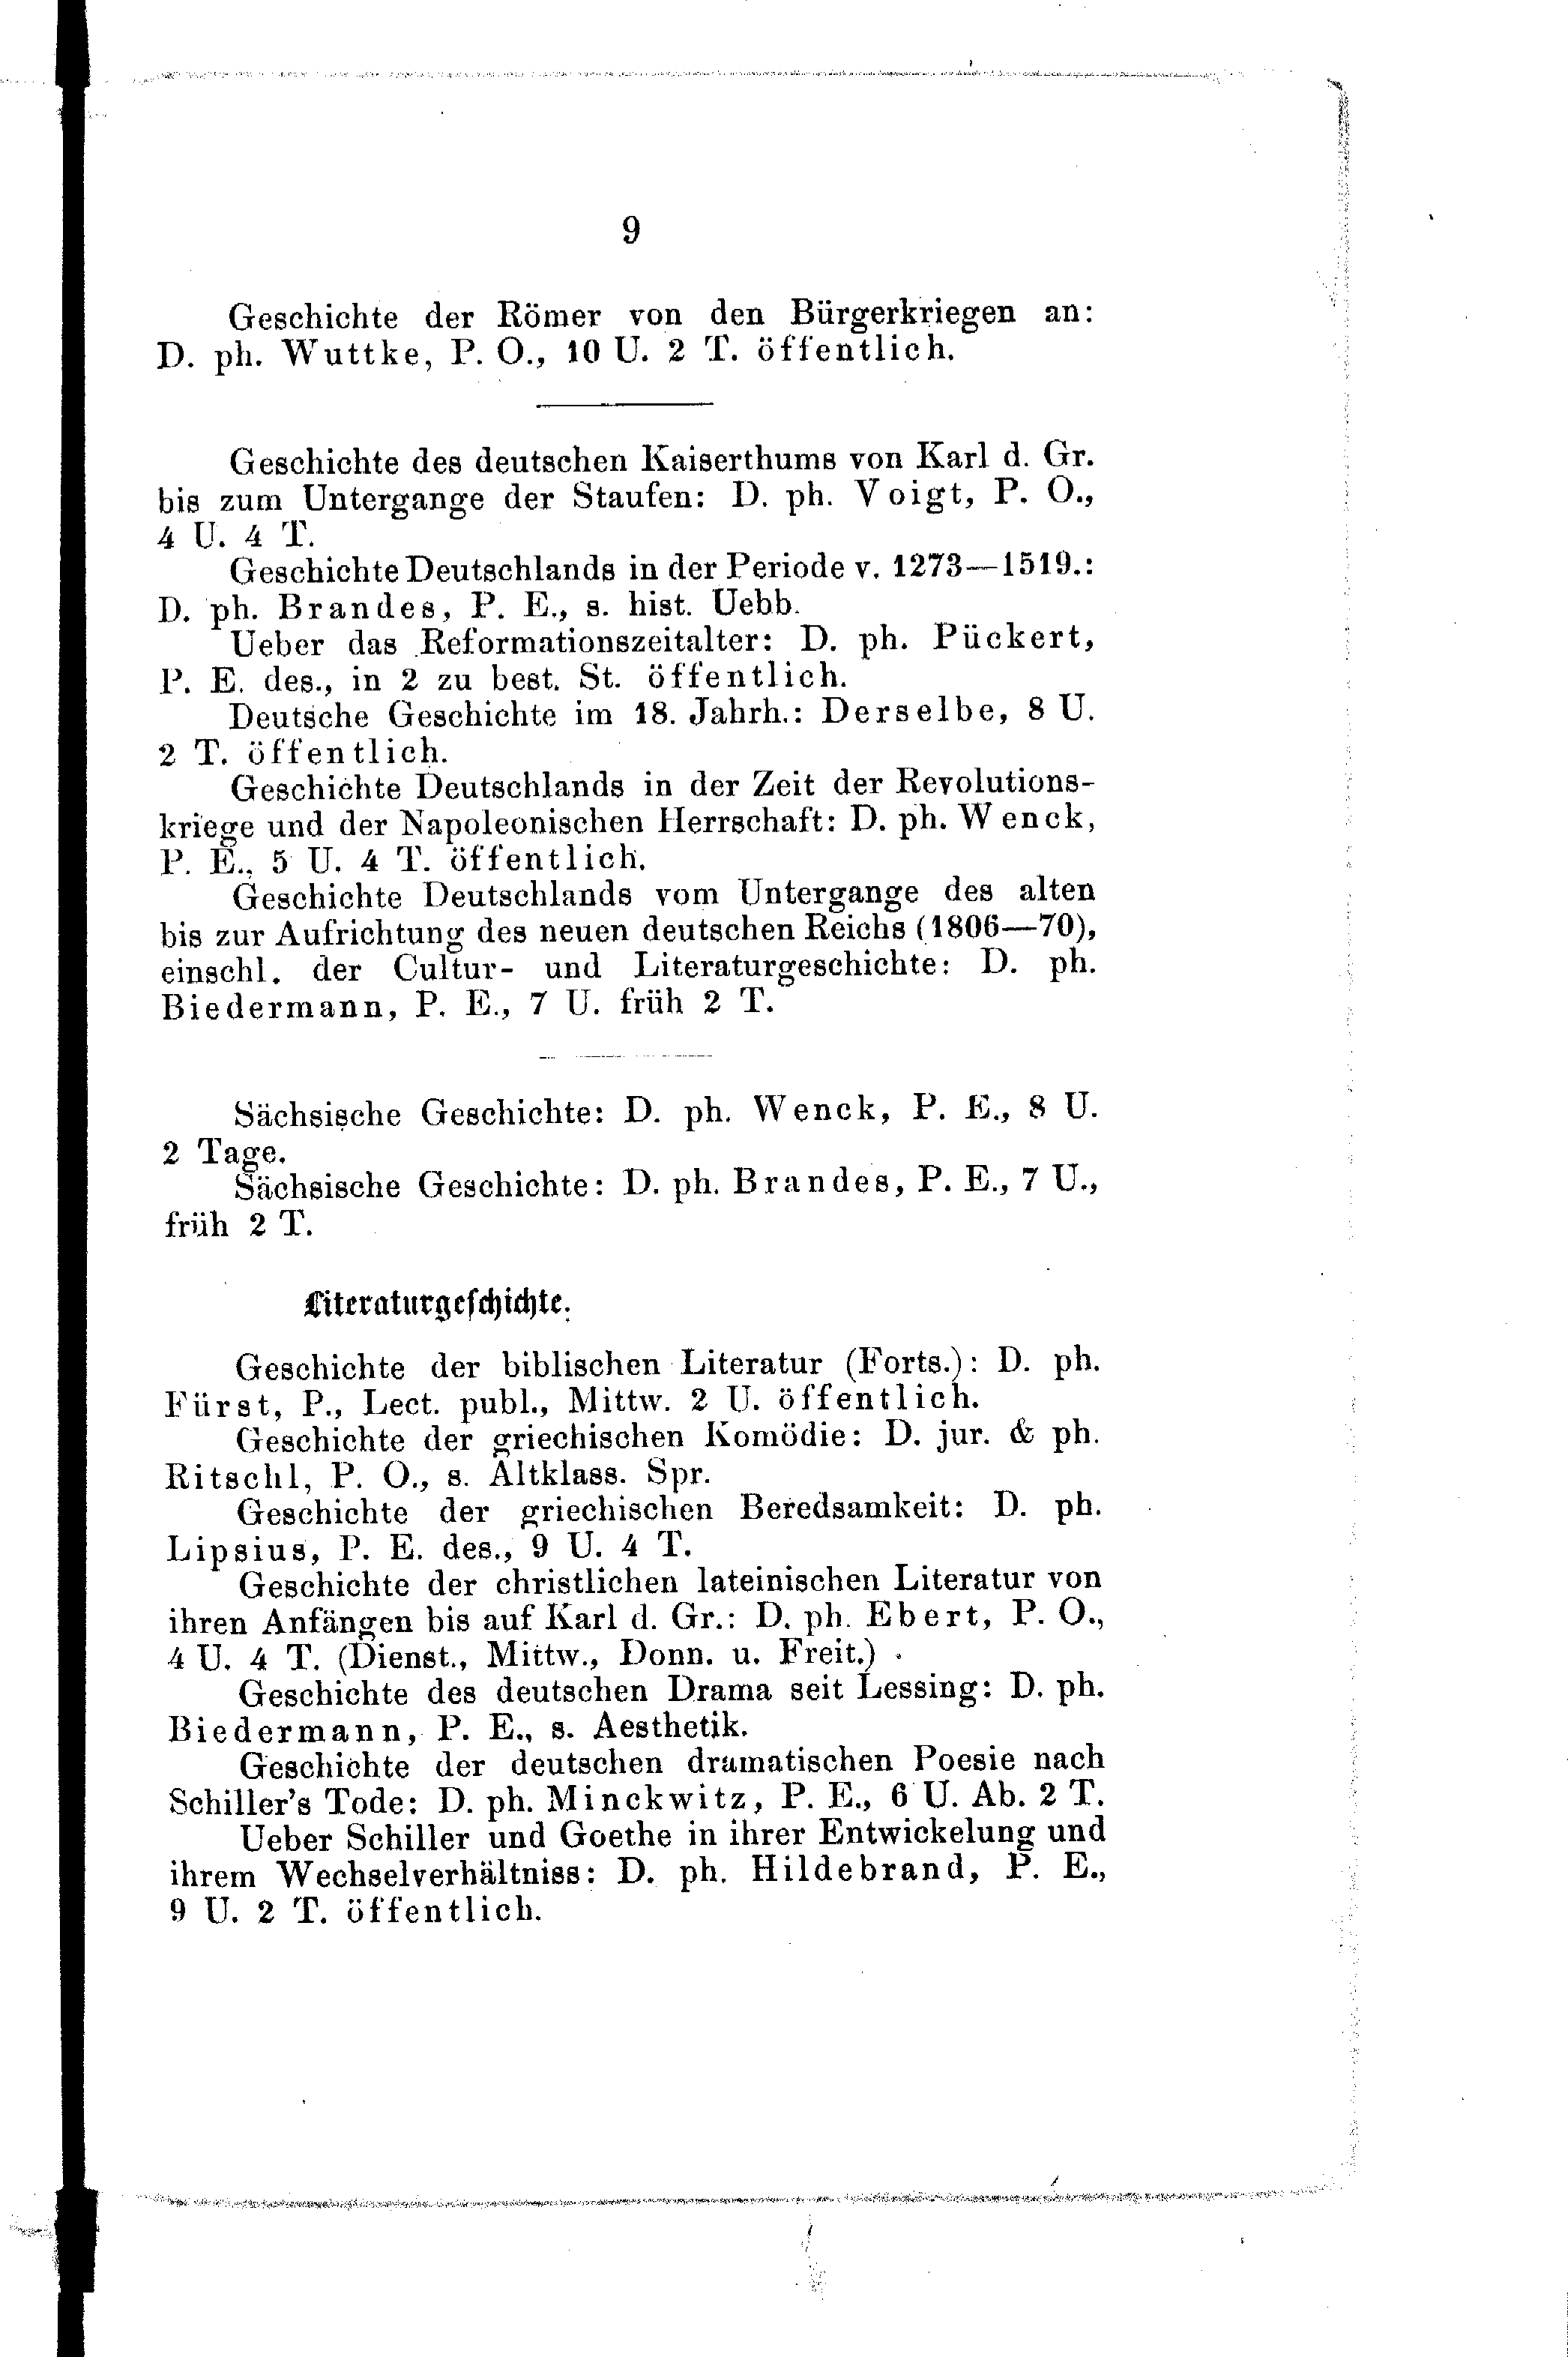 9
Geschichte der Römer von den Bürgerkriegen an:
D. ph. Wuttke, P. O., 10 U. 2 T. öffentlich.
Geschichte des deutschen Kaiserthums von Karl d. Gr.
bis zum Untergange der Staufen: D. ph. Voigt, P. O.,
4 U. 4 T.
Geschichte Deutschlands in der Periode v. 1273—1519.:
D. ph. Brandes, P. E., s. hist. Uebb.
Ueber das Reformationszeitalter: D. ph. Pückert,
P. E. des., in 2 zu best. St. öffentlich.
Deutsche Geschichte im 18. Jahrh.: Derselbe, 8 U.
2 T. öffentlich.
Geschichte Deutschlands in der Zeit der Revolutions-
kriege und der Napoleonischen Herrschaft: D. ph. Wenck,
P. E., 5 U. 4 T. öffentlich.
Geschichte Deutschlands vom Untergange des alten
bis zur Aufrichtung des neuen deutschen Reichs (1806—70),
einschl. der Cultur- und Literaturgeschichte: D. ph.
Biedermann, P. E., 7 U. früh 2 T.
Sächsische Geschichte: D. ph. Wenck, P. E., 8 U.
2 Tage.
Sächsische Geschichte: D. ph. Brandes, P. E., 7 U.,
früh 2 T.
Literaturgeschichte.
Geschichte der biblischen Literatur (Forts.): D. ph.
Fürst, P., Lect. publ., Mittw. 2 U. öffentlich.
Geschichte der griechischen Komödie: D. jur. & ph.
Ritschl, P. O., s. Altklass. Spr.
Geschichte der griechischen Beredsamkeit: D. ph.
Lipsius, P. E. des., 9 U. 4 T.
Geschichte der christlichen lateinischen Literatur von
ihren Anfängen bis auf Karl d. Gr.: D. ph. Ebert, P. O.,
4 U. 4 T. (Dienst., Mittw., Donn. u. Freit.)
Geschichte des deutschen Drama seit Lessing: D. ph.
Biedermann, P. E., s. Aesthetik.
Geschichte der deutschen dramatischen Poesie nach
Schiller's Tode: D. ph. Minckwitz, P. E., 6 U. Ab. 2 T.
Ueber Schiller und Goethe in ihrer Entwickelung und
ihrem Wechselverhältniss: D. ph. Hildebrand, P. E.,
9 U. 2 T. öffentlich.